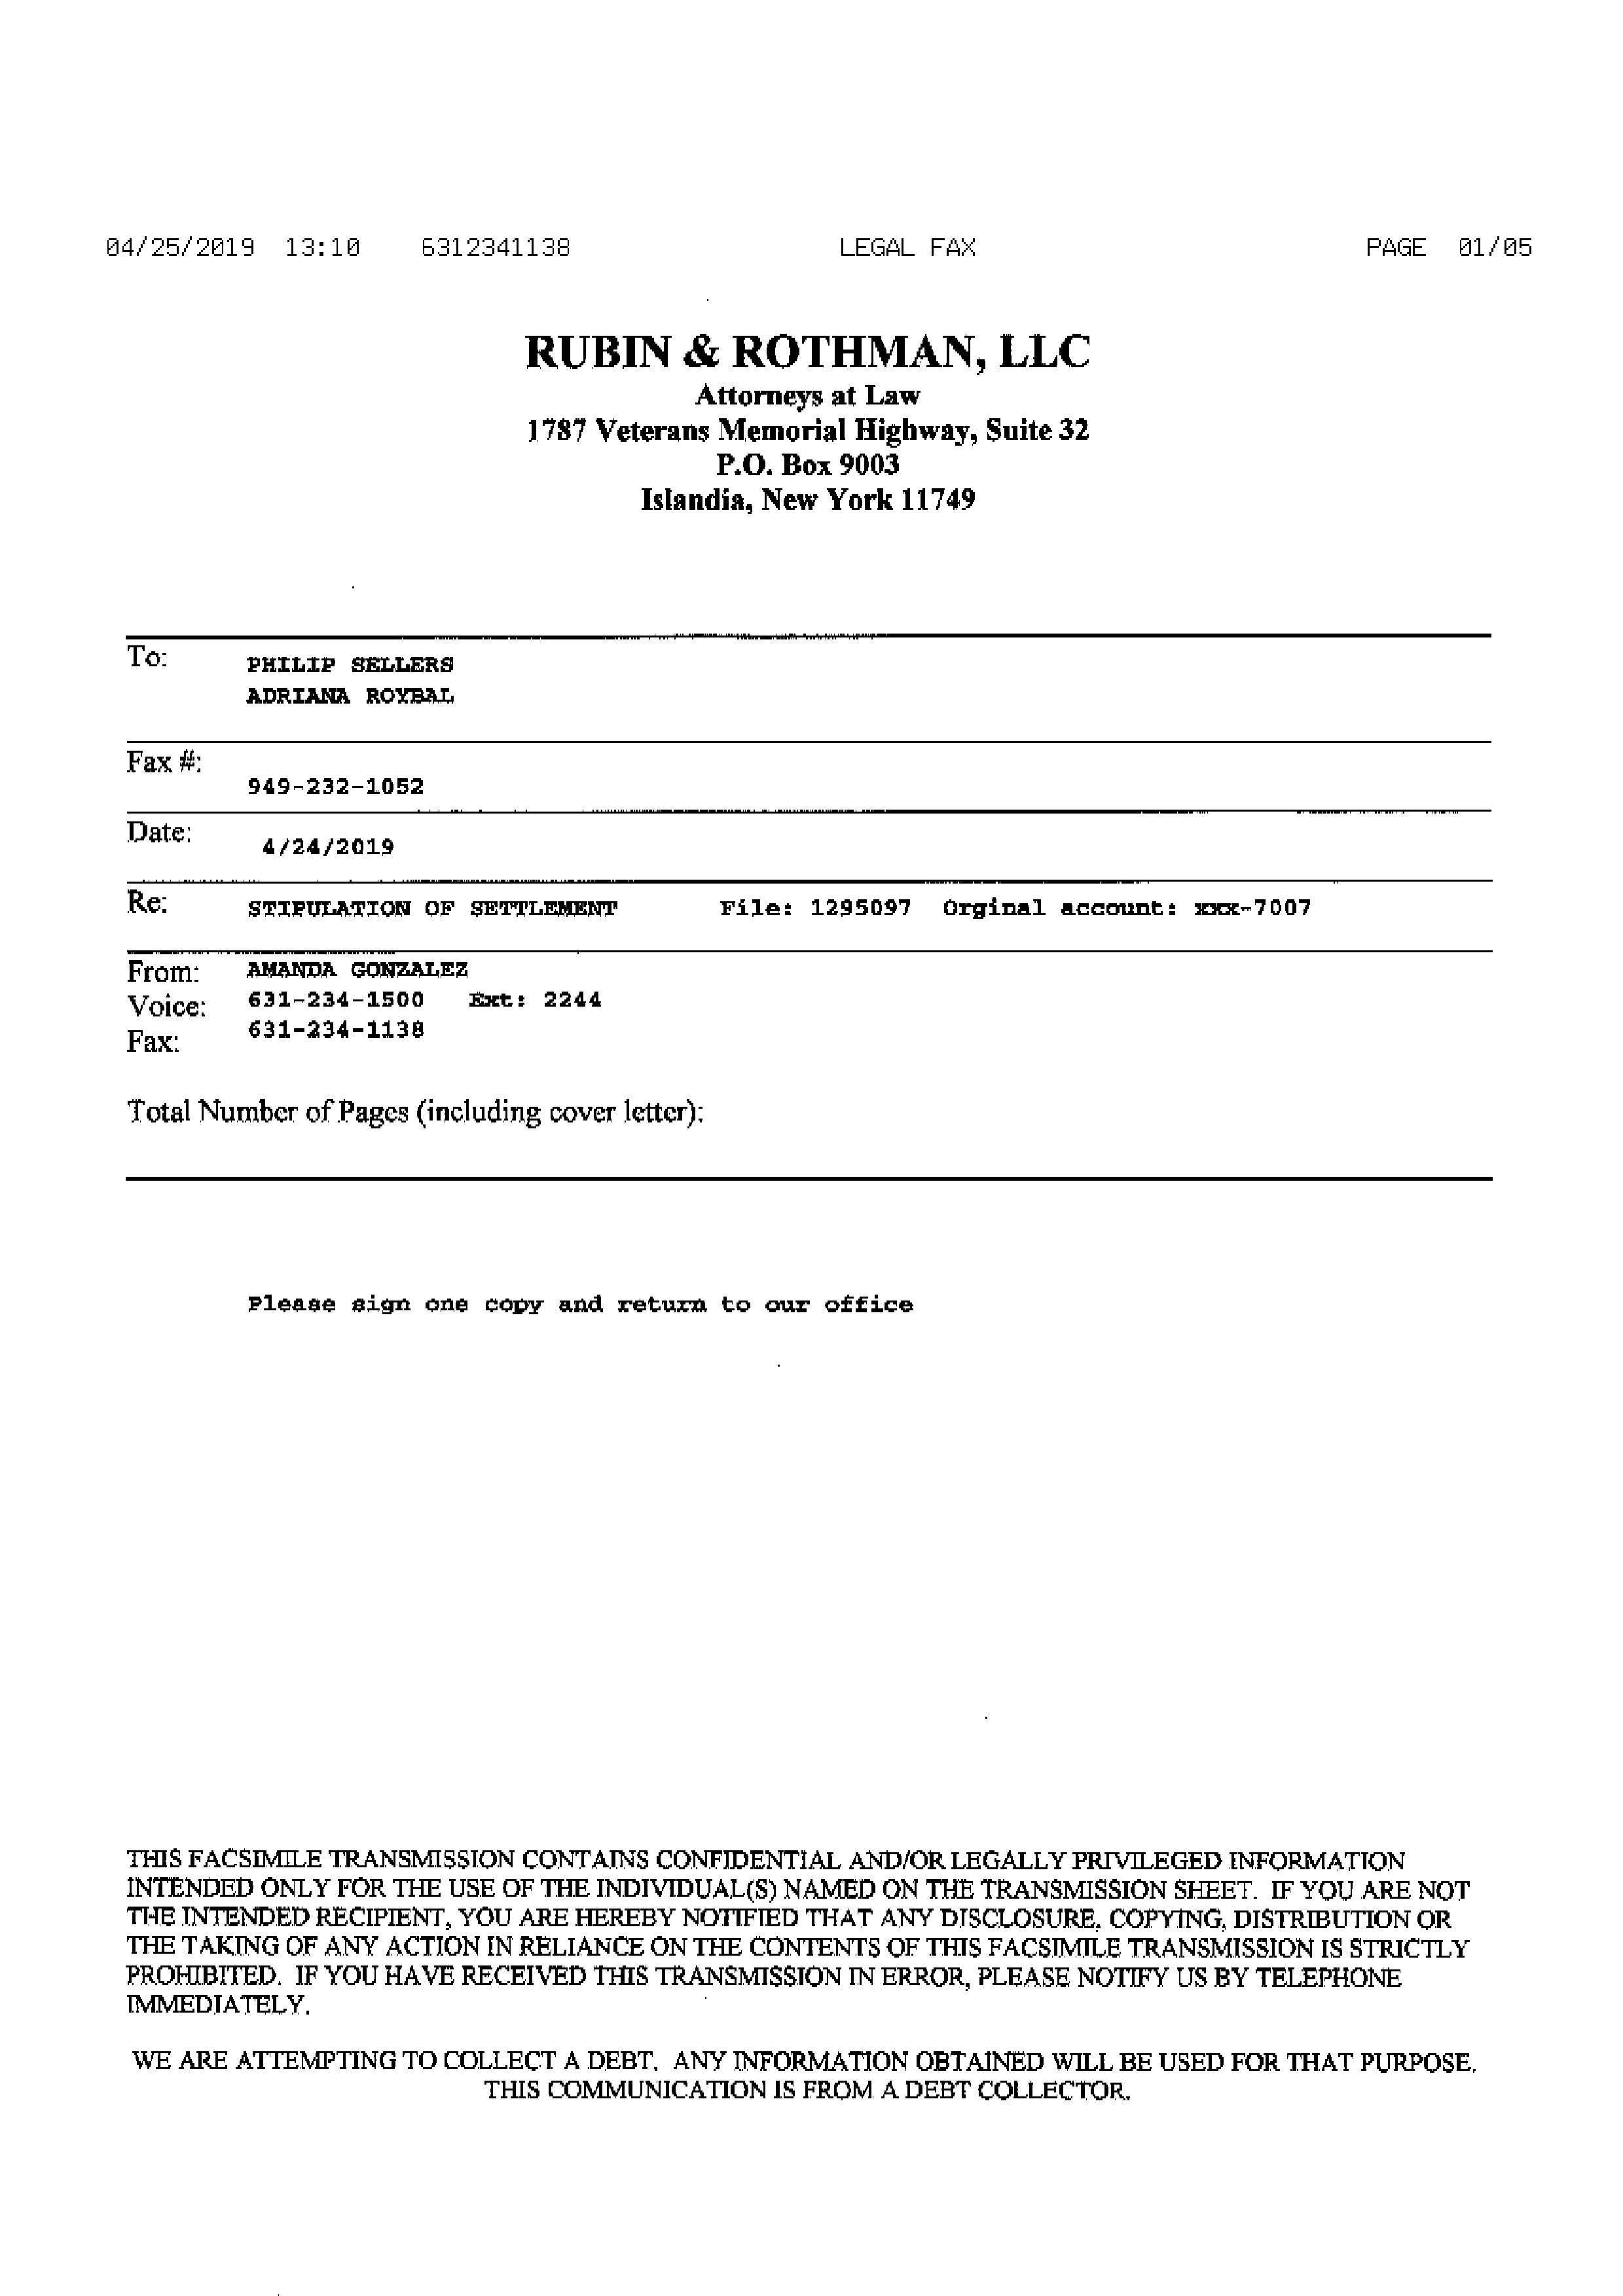 04/25/2019 13:10 6312341138 LEGAL FAX PAGE 01/05
RUBIN & ROTHMAN, LLC
Attorneys at Law
1787 Veterans Memorial Highway, Suite 32
P.O. Box 9003
Islandia, New York 11749
To: PHILIP SELLERS
ADRIANA ROYBAL
Fax #:
949-232-1052
Date: 4/24/2019
Re: STIPULATION OF SETTLEMENT File: 1295097 Orginal account: xxx-7007
From: AMANDA GONZALEZ
Voice: 631-234-1500 Ext: 2244
Fax: 631-234-1138
Total Number of Pages (including cover letter):
Please sign one copy and return to our office
THIS FACSIMILE TRANSMISSION CONTAINS CONFIDENTIAL AND/OR LEGALLY PRIVILEGED INFORMATION
INTENDED ONLY FOR THE USE OF THE INDIVIDUAL(S) NAMED ON THE TRANSMISSION SHEET. IF YOU ARE NOT
THE INTENDED RECIPIENT, YOU ARE HEREBY NOTIFIED THAT ANY DISCLOSURE, COPYING, DISTRIBUTION OR
THE TAKING OF ANY ACTION IN RELIANCE ON THE CONTENTS OF THIS FACSIMILE TRANSMISSION IS STRICTLY
PROHIBITED. IF YOU HAVE RECEIVED THIS TRANSMISSION IN ERROR, PLEASE NOTIFY US BY TELEPHONE
IMMEDIATELY.
WE ARE ATTEMPTING TO COLLECT A DEBT. ANY INFORMATION OBTAINED WILL BE USED FOR THAT PURPOSE.
THIS COMMUNICATION IS FROM A DEBT COLLECTOR.